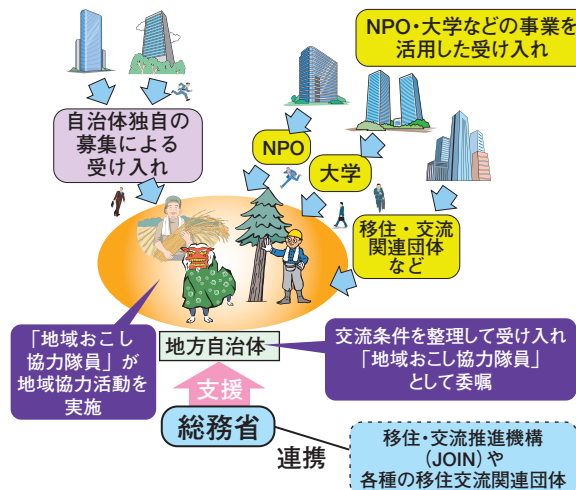 NPO・大学などの事業を
活用した受け入れ
自治体独自の
募集による
受け入れ
NPO
大学
移住・交流
関連団体
など
「地域おこし
協力隊員」が
地域協力活動を
実施
地方自治体
交流条件を整理して受け入れ
「地域おこし協力隊員」
として委嘱
支援
総務省
連携
移住・交流推進機構
(JOIN)や
各種の移住交流関連団体